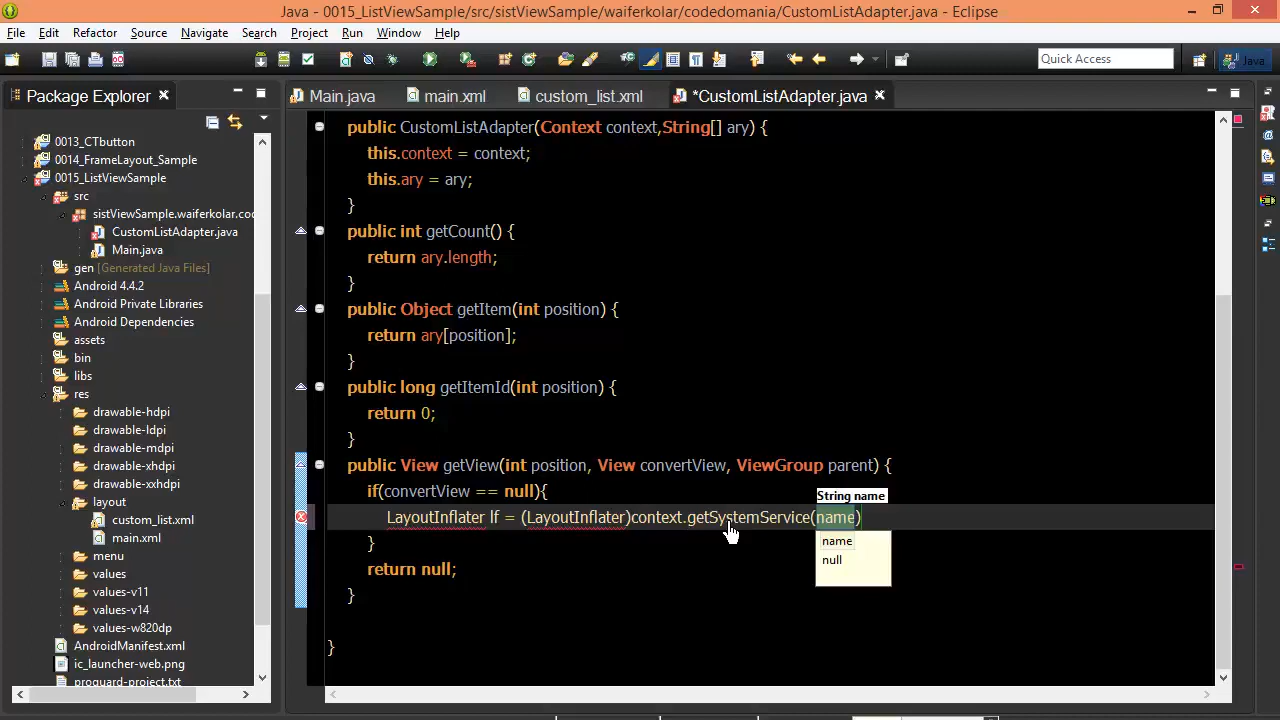 Java - 0015_ListViewSample/src/sistViewSample/waiferkolar/codedomania/CustomListAdapter.java - Eclipse
File Edit Refactor Source Navigate Search Project Run Window Help
Quick Access
Java
Package Explorer
Main.java main.xml custom_list.xml *CustomListAdapter.java
0013_CTbutton
0014_FrameLayout_Sample
0015_ListViewSample
src
sistViewSample.waiferkolar.co
CustomListAdapter.java
Main.java
gen [Generated Java Files]
Android 4.4.2
Android Private Libraries
Android Dependencies
assets
bin
libs
res
drawable-hdpi
drawable-ldpi
drawable-mdpi
drawable-xhdpi
drawable-xxhdpi
layout
custom_list.xml
main.xml
menu
values
values-v11
values-v14
values-w820dp
AndroidManifest.xml
ic_launcher-web.png
proguard-project.txt
public CustomListAdapter(Context context,String[] ary) {
this.context = context;
this.ary = ary;
}
public int getCount() {
return ary.length;
}
public Object getItem(int position) {
return ary[position];
}
public long getItemId(int position) {
return 0;
}
public View getView(int position, View convertView, ViewGroup parent) {
if(convertView == null){
String name
LayoutInflater lf = (LayoutInflater)context.getSystemService(name)
name
null
}
return null;
}
}